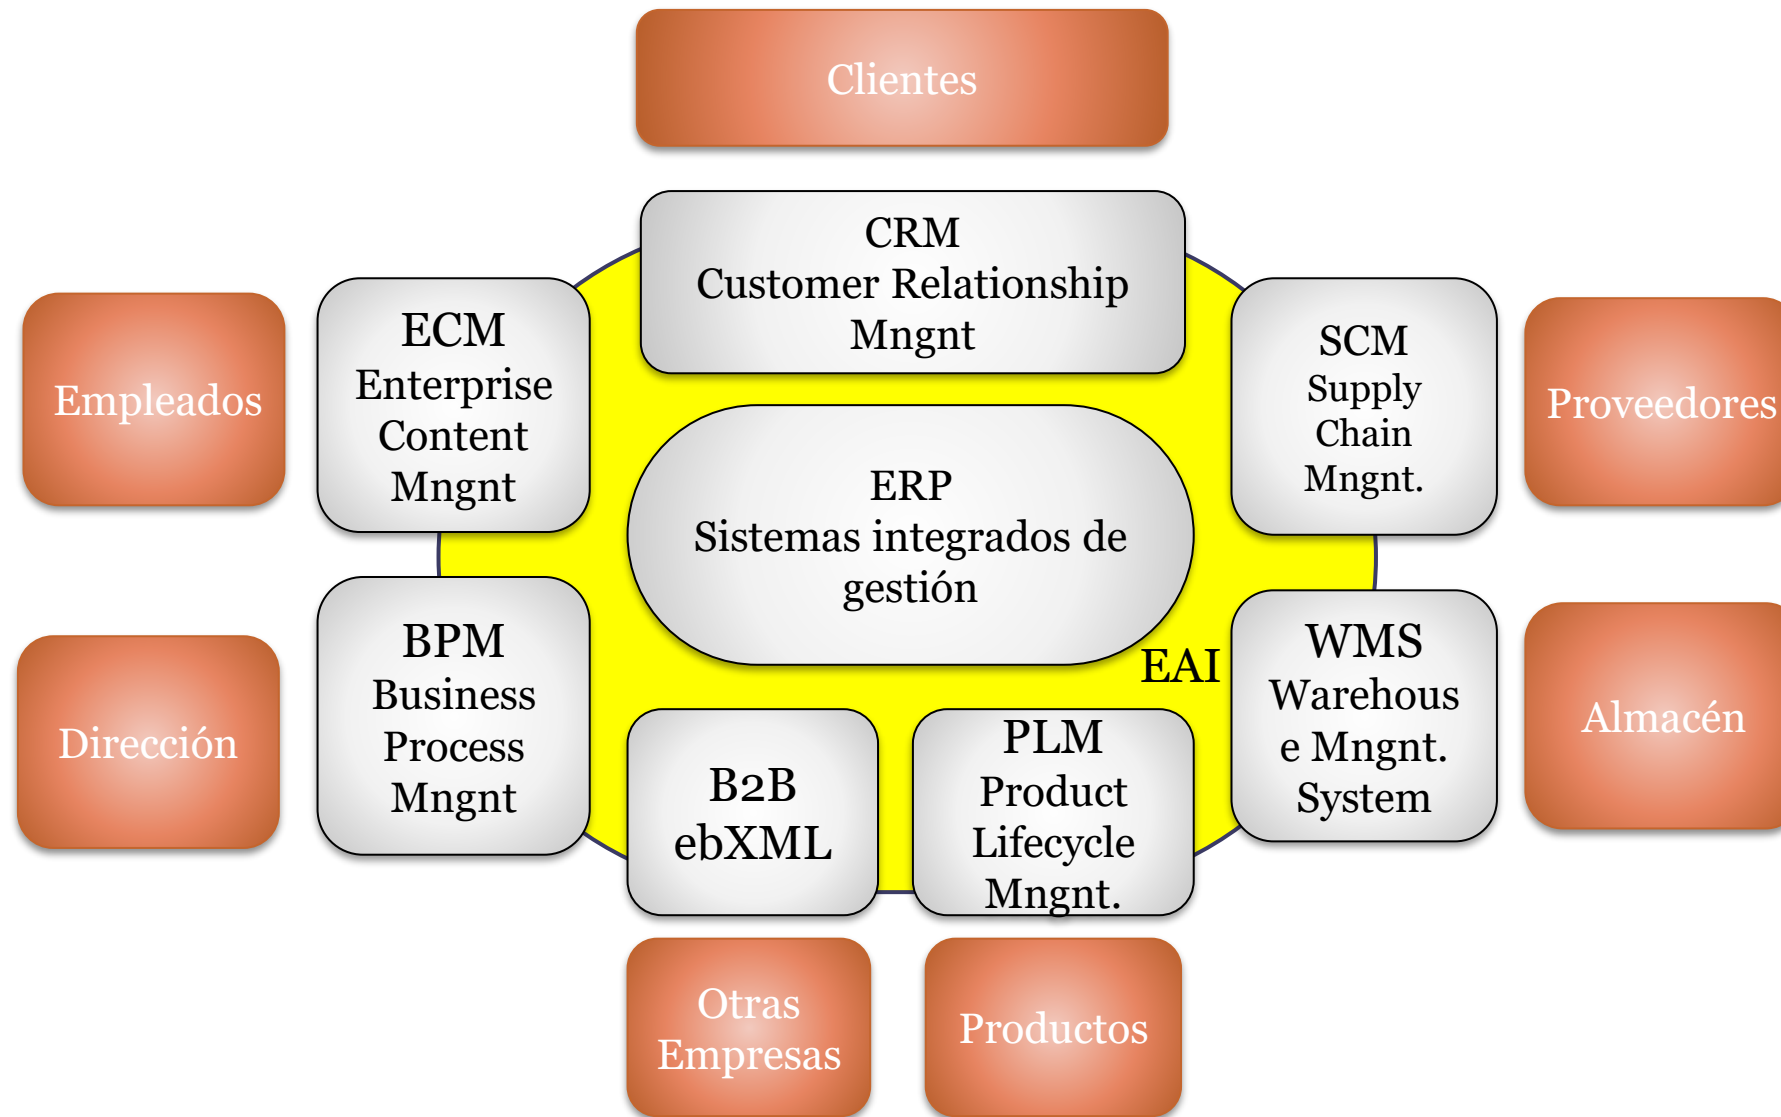 Clientes
CRM
Customer Relationship
Mngnt
ECM
Enterprise
Content
Mngnt
SCM
Supply
Chain
Mngnt.
Empleados
Proveedores
ERP
Sistemas integrados de
gestión
BPM
Business
Process
Mngnt
EAI
WMS
Warehous
e Mngnt.
System
Dirección
Almacén
B2B
ebXML
PLM
Product
Lifecycle
Mngnt.
Otras
Empresas
Productos